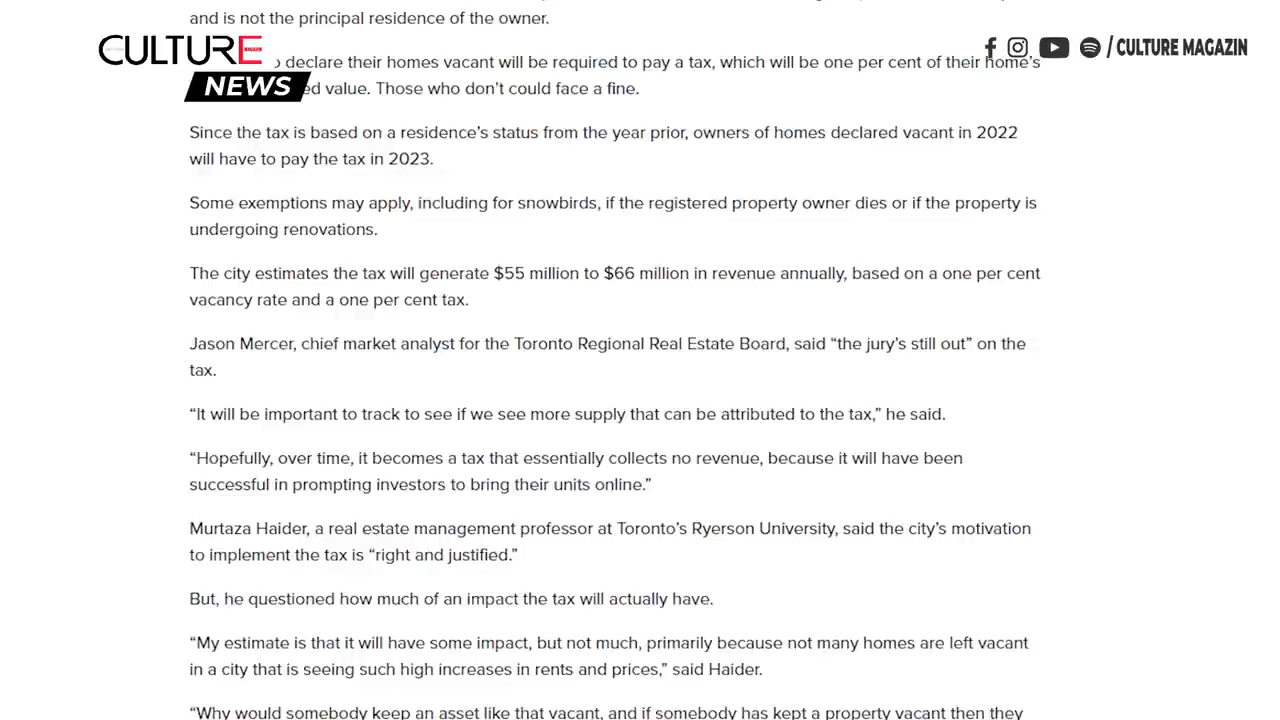 and is not the principal residence of the owner.
CULTURE
/ CULTURE MAGAZIN
declare their homes vacant will be required to pay a tax, which will be one per cent of their home's
NEWS
value. Those who don't could face a fine.
Since the tax is based on a residence's status from the year prior, owners of homes declared vacant in 2022
will have to pay the tax in 2023.
Some exemptions may apply, including for snowbirds, if the registered property owner dies or if the property is
undergoing renovations.
The city estimates the tax will generate $55 million to $66 million in revenue annually, based on a one per cent
vacancy rate and a one per cent tax.
Jason Mercer, chief market analyst for the Toronto Regional Real Estate Board, said “the jury's still out” on the
tax.
“It will be important to track to see if we see more supply that can be attributed to the tax,” he said.
“Hopefully, over time, it becomes a tax that essentially collects no revenue, because it will have been
successful in prompting investors to bring their units online.”
Murtaza Haider, a real estate management professor at Toronto's Ryerson University, said the city's motivation
to implement the tax is “right and justified.”
But, he questioned how much of an impact the tax will actually have.
“My estimate is that it will have some impact, but not much, primarily because not many homes are left vacant
in a city that is seeing such high increases in rents and prices,” said Haider.
“Why would somebody keep an asset like that vacant, and if somebody has kept a property vacant then they